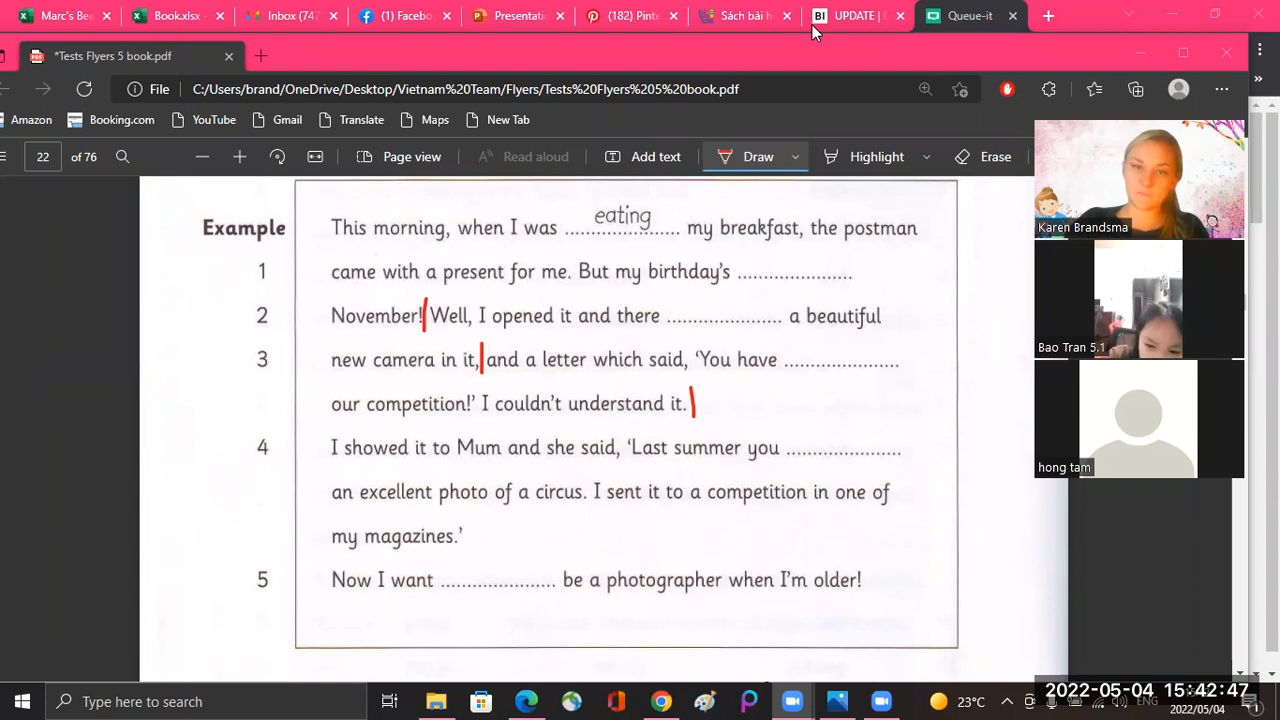 Marc's Be
Book.xlsx -
Inbox (747
(1) Facebo
Presentatio
(182) Pinte
Sách bài h
BI UPDATE |
Queue-it
*Tests Flyers 5 book.pdf
File C:/Users/brand/OneDrive/Desktop/Vietnam%20Team/Flyers/Tests%20Flyers%205%20book.pdf
Amazon
Booking.com
YouTube
Gmail
Translate
Maps
New Tab
22 of 76
Page view
Read aloud
Add text
Draw
Highlight
Erase
Example This morning, when I was ...eating... my breakfast, the postman
1 came with a present for me. But my birthday's ......................
2 November! Well, I opened it and there ...................... a beautiful
3 new camera in it, and a letter which said, 'You have ......................
our competition!' I couldn't understand it.
4 I showed it to Mum and she said, 'Last summer you ......................
an excellent photo of a circus. I sent it to a competition in one of
my magazines.'
5 Now I want ...................... be a photographer when I'm older!
Karen Brandsma
Bao Tran 5.1
hong tam
Type here to search
23°C
ENG
2022-05-04 15:42:47
2022/05/04